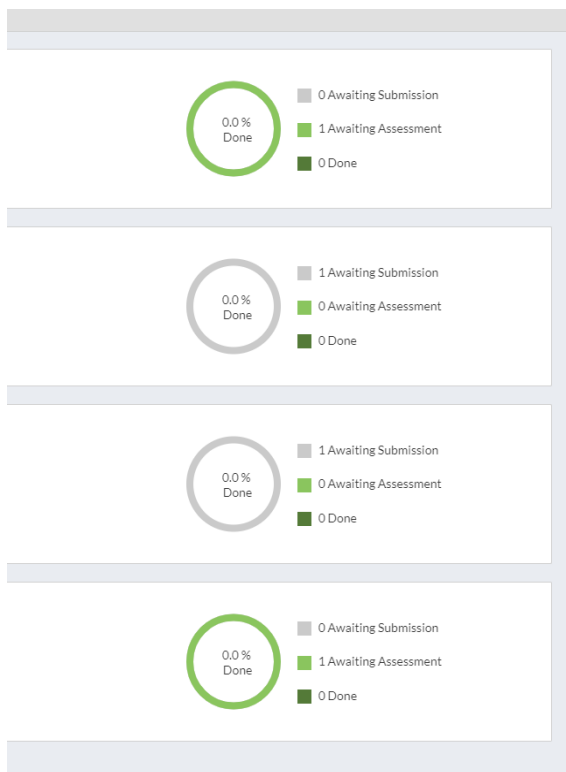 0.0 %
Done
0 Awaiting Submission
1 Awaiting Assessment
0 Done
0.0 %
Done
1 Awaiting Submission
0 Awaiting Assessment
0 Done
0.0 %
Done
1 Awaiting Submission
0 Awaiting Assessment
0 Done
0.0 %
Done
0 Awaiting Submission
1 Awaiting Assessment
0 Done